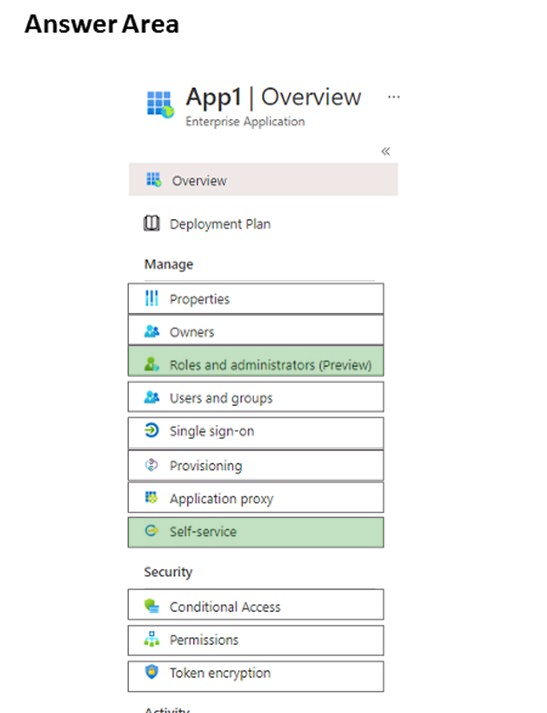 Answer Area
App1 | Overview ...
Enterprise Application
«
Overview
Deployment Plan
Manage
Properties
Owners
Roles and administrators (Preview)
Users and groups
Single sign-on
Provisioning
Application proxy
Self-service
Security
Conditional Access
Permissions
Token encryption
Activity